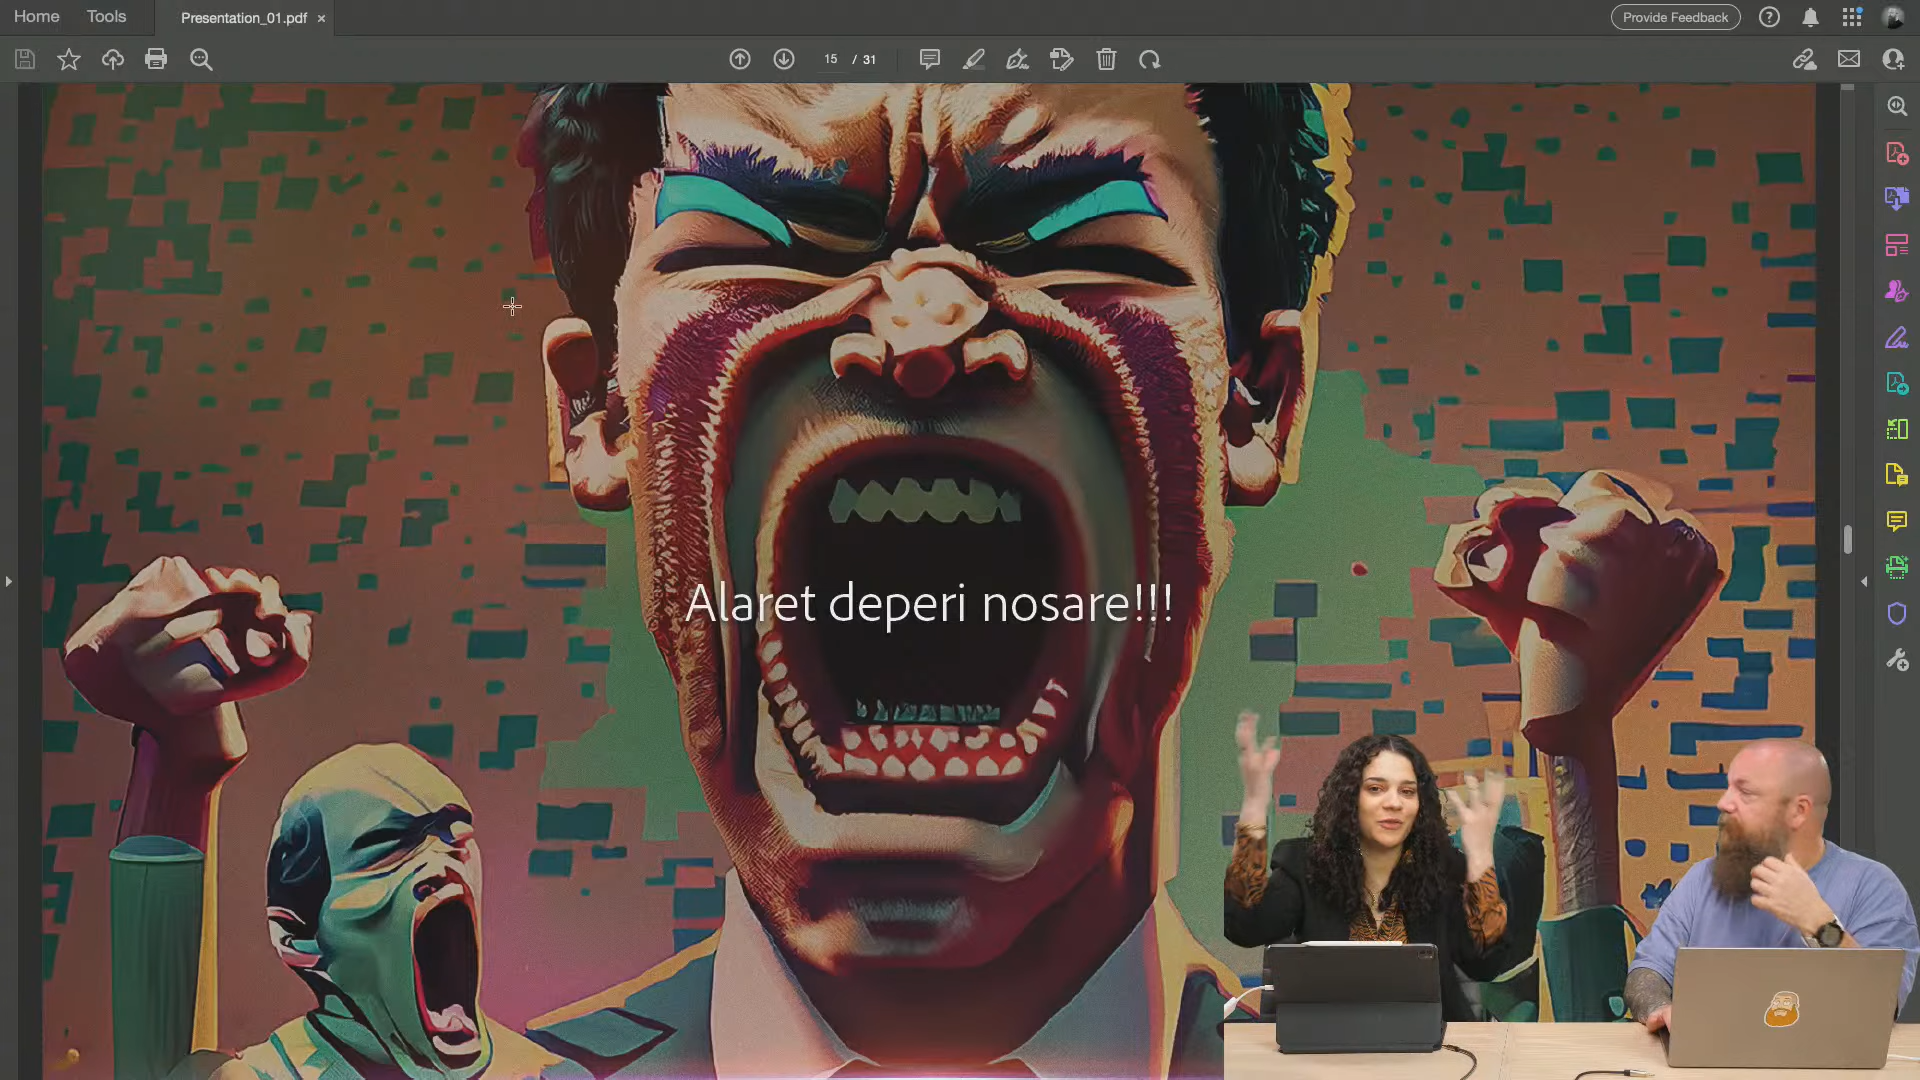 Home
Tools
Presentation_01.pdf
Provide Feedback
15 / 31
Alaret deperi nosare!!!